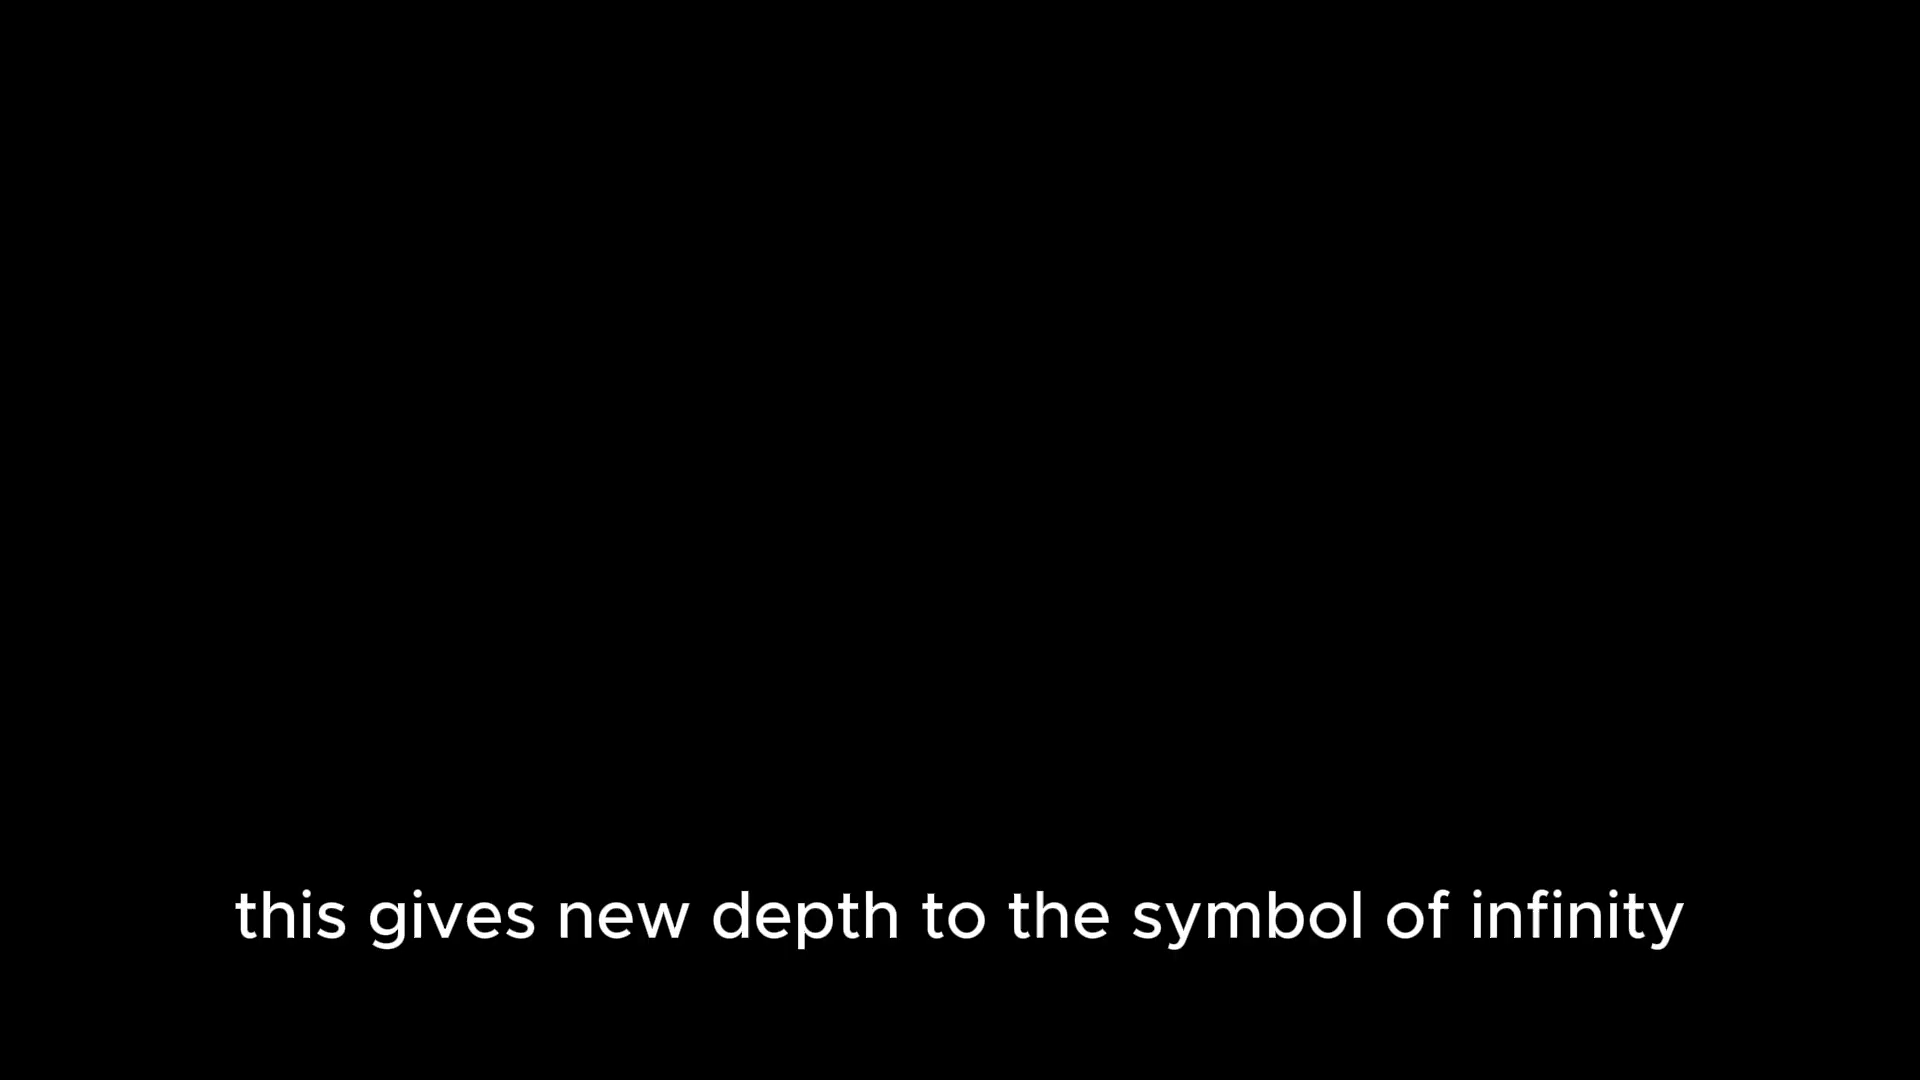 this gives new depth to the symbol of infinity